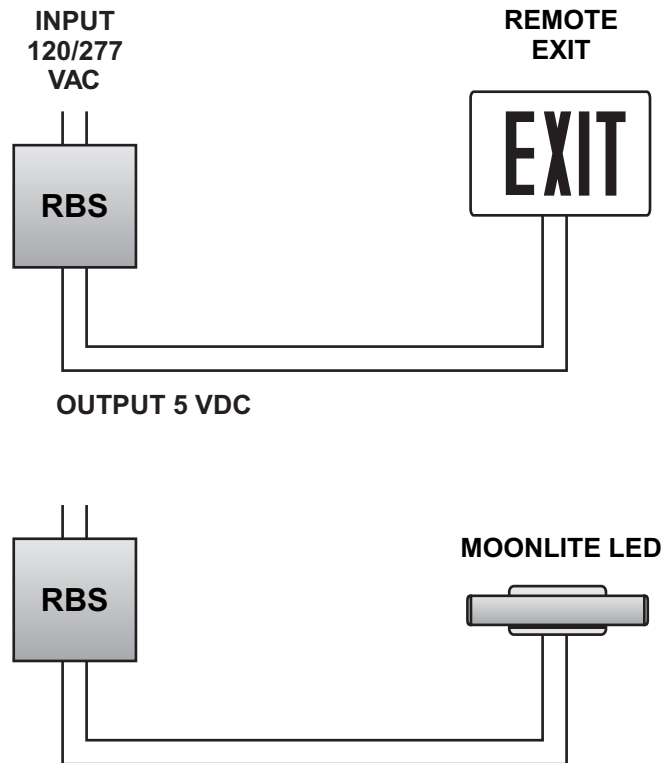 INPUT
120/277
VAC
REMOTE
EXIT
EXIT
RBS
OUTPUT 5 VDC
MOONLITE LED
RBS